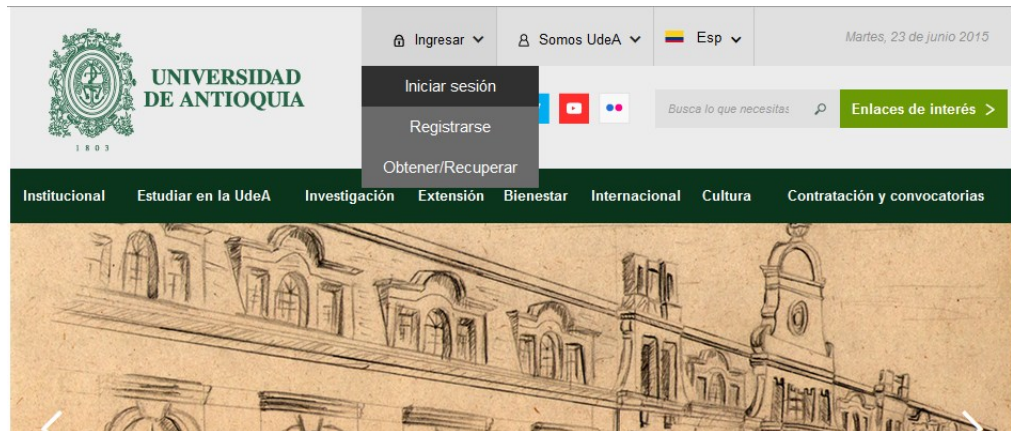 Ingresar
Somos UdeA
Esp
Martes, 23 de junio 2015
UNIVERSIDAD
DE ANTIOQUIA
1803
Iniciar sesión
Registrarse
Obtener/Recuperar
Busca lo que necesitas
Enlaces de interés >
Institucional
Estudiar en la UdeA
Investigación
Extensión
Bienestar
Internacional
Cultura
Contratación y convocatorias